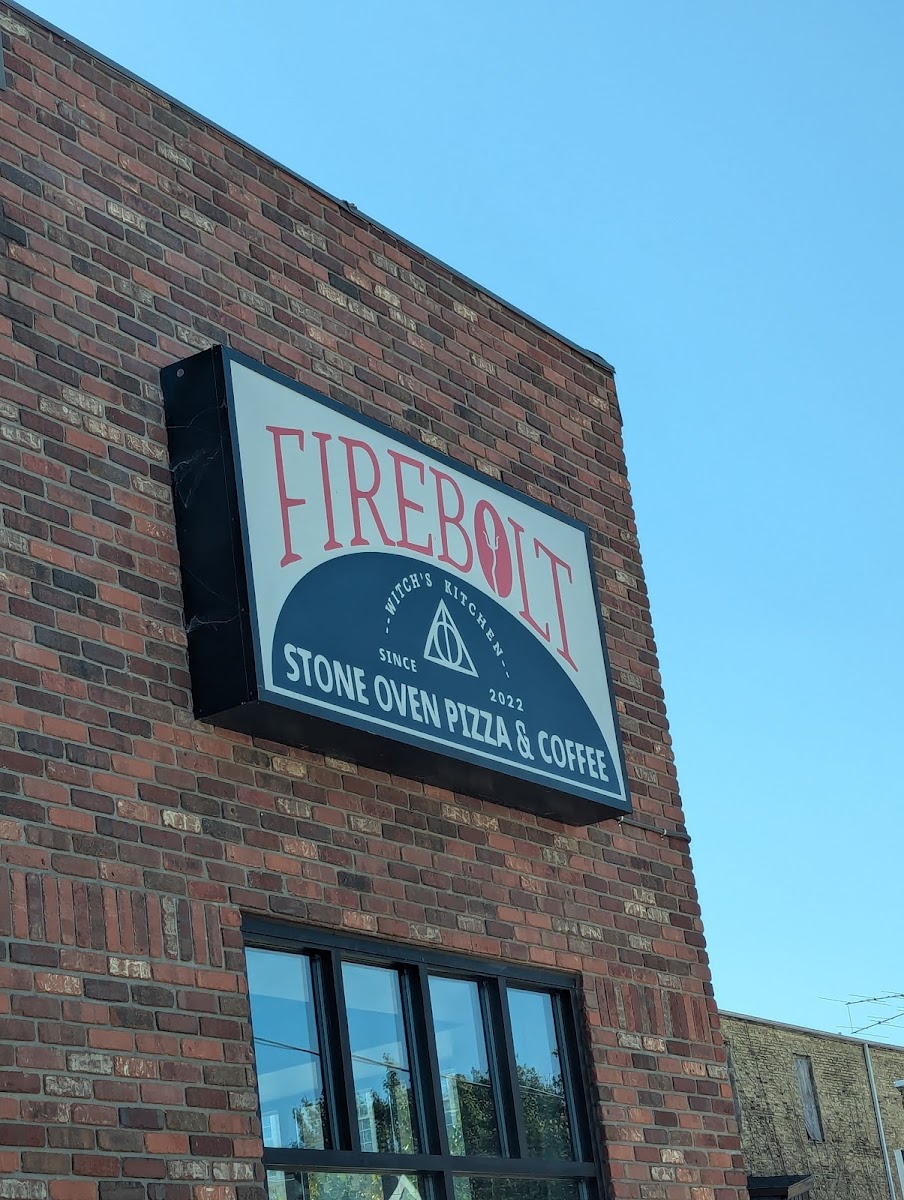 FIREBOLT
--WITCH'S KITCHEN--
SINCE 2022
STONE OVEN PIZZA & COFFEE